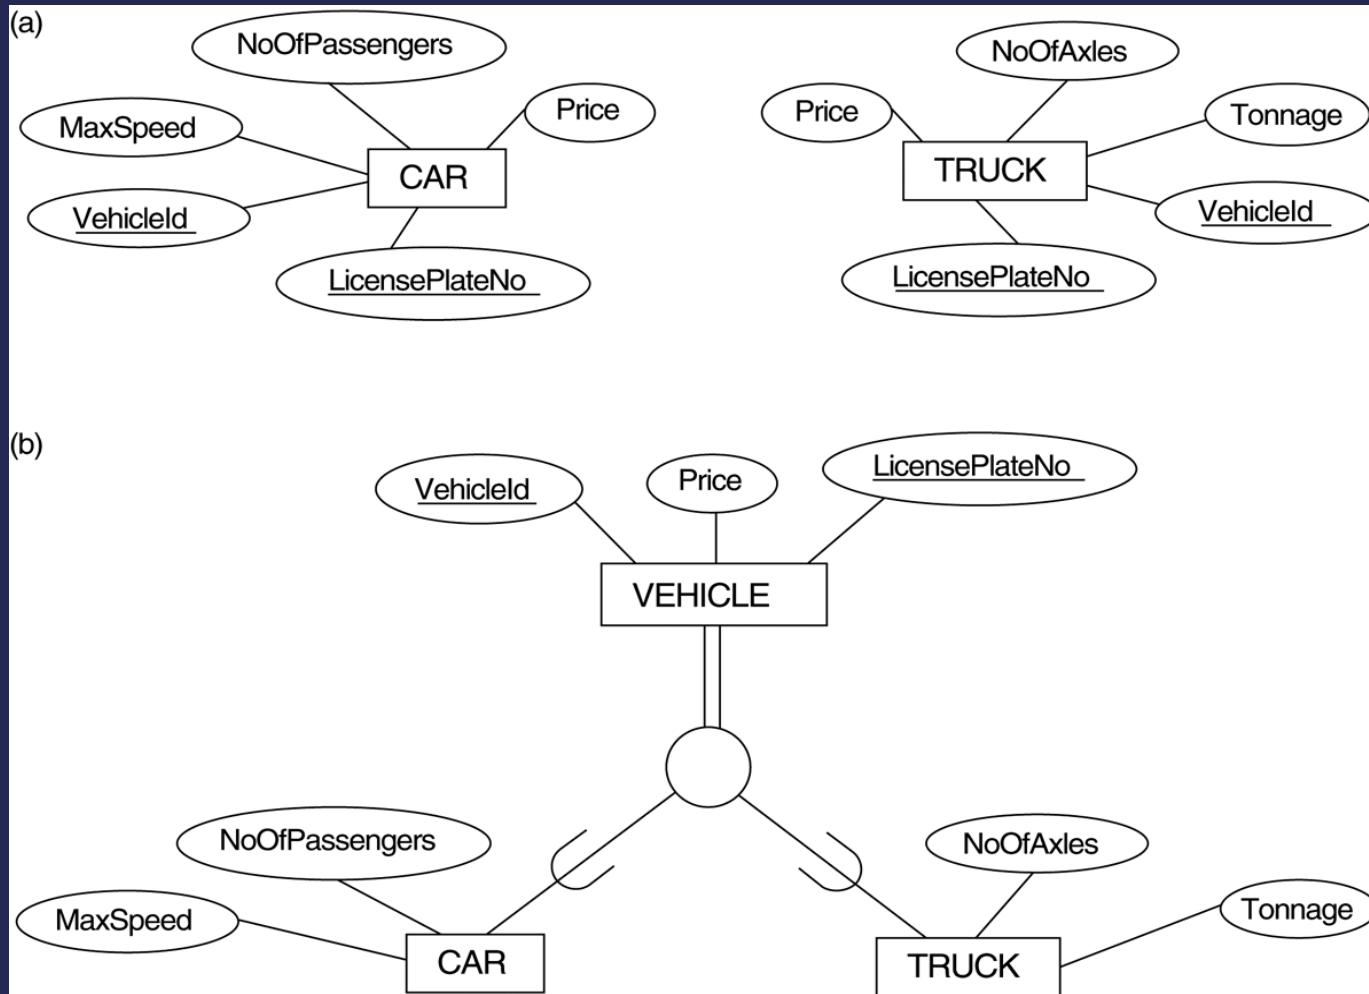 (a)
NoOfPassengers
NoOfAxles
MaxSpeed
Price
Price
Tonnage
CAR
TRUCK
VehicleId
VehicleId
LicensePlateNo
LicensePlateNo
(b)
VehicleId
Price
LicensePlateNo
VEHICLE
NoOfPassengers
NoOfAxles
MaxSpeed
Tonnage
CAR
TRUCK